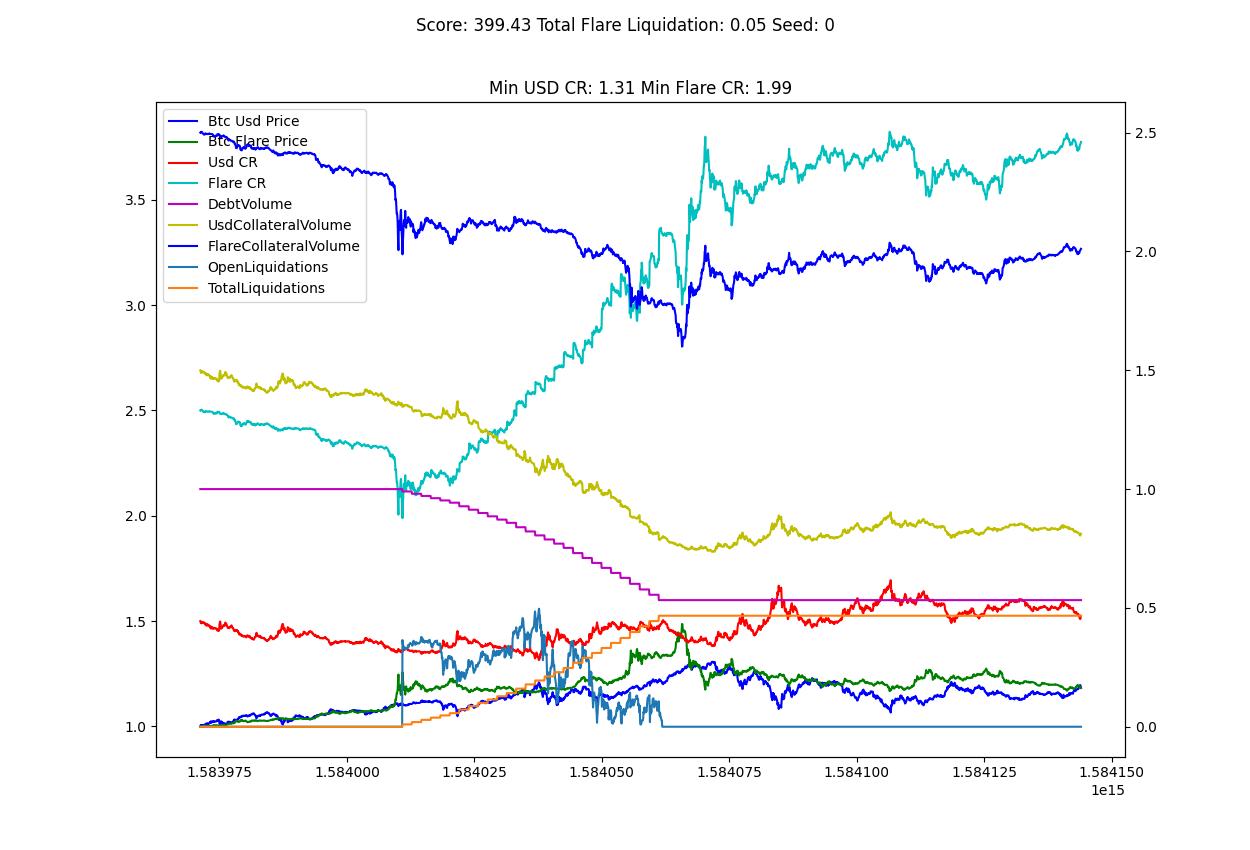 Score: 399.43 Total Flare Liquidation: 0.05 Seed: 0
Min USD CR: 1.31 Min Flare CR: 1.99
Btc Usd Price
Btc Flare Price
Usd CR
Flare CR
DebtVolume
UsdCollateralVolume
FlareCollateralVolume
OpenLiquidations
TotalLiquidations
3.5
3.0
2.5
2.0
1.5
1.0
2.5
2.0
1.5
1.0
0.5
0.0
1.583975 1.584000 1.584025 1.584050 1.584075 1.584100 1.584125 1.584150
1e15